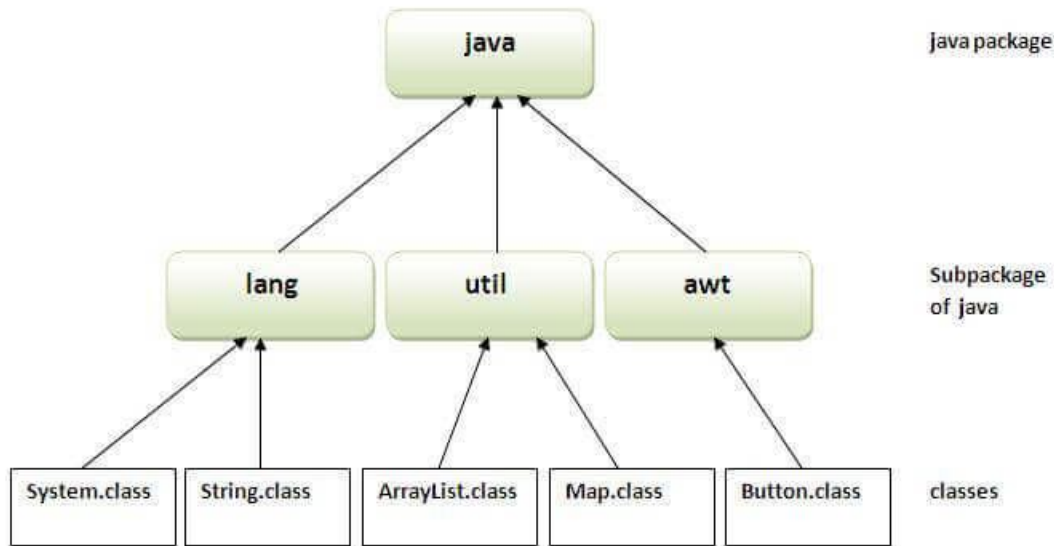 java
java package
lang
util
awt
Subpackage
of java
System.class
String.class
ArrayList.class
Map.class
Button.class
classes